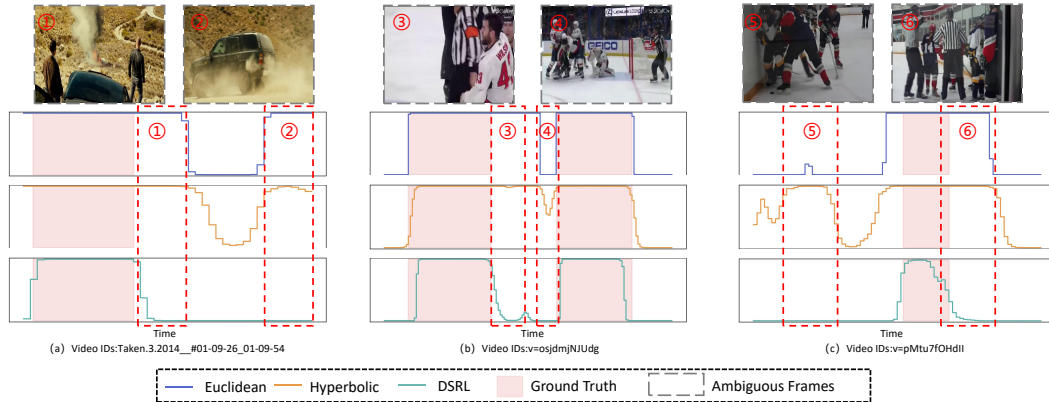 ① ② ③ ④ ⑤ ⑥
GEICO
① ② ③ ④ ⑤ ⑥
Time Time Time
(a) Video IDs:Taken.3.2014__#01-09-26_01-09-54 (b) Video IDs:v=osjdmjNJUdg (c) Video IDs:v=pMtu7fOHdII
Euclidean Hyperbolic DSRL Ground Truth Ambiguous Frames